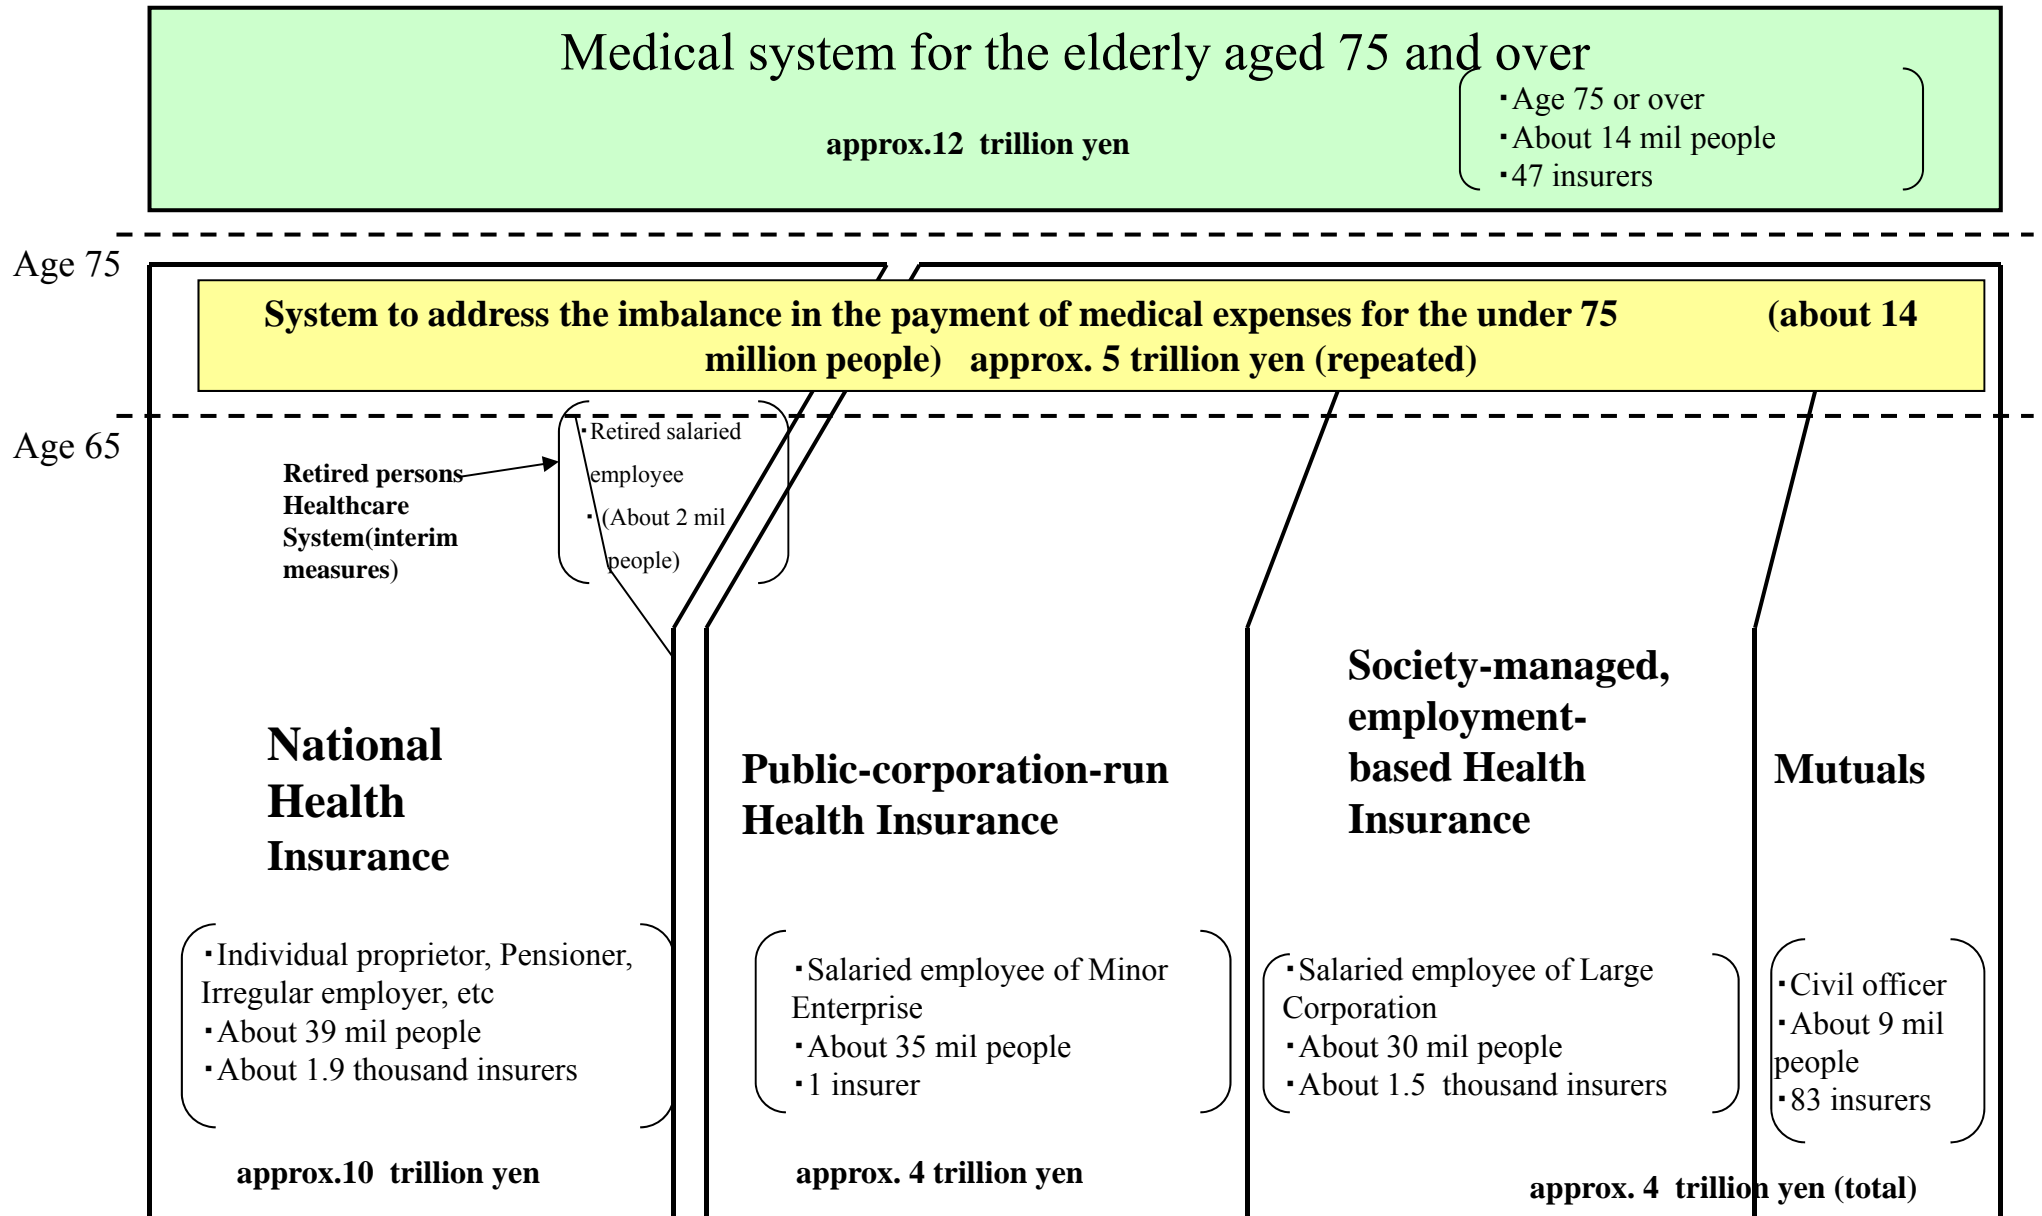 Medical system for the elderly aged 75 and over
approx.12 trillion yen
・Age 75 or over
・About 14 mil people
・47 insurers
Age 75
System to address the imbalance in the payment of medical expenses for the under 75 (about 14
million people) approx. 5 trillion yen (repeated)
Age 65
Retired persons
Healthcare
System(interim
measures)
・Retired salaried
employee
・(About 2 mil
people)
National
Health
Insurance
・Individual proprietor, Pensioner,
Irregular employer, etc
・About 39 mil people
・About 1.9 thousand insurers
approx.10 trillion yen
Public-corporation-run
Health Insurance
・Salaried employee of Minor
Enterprise
・About 35 mil people
・1 insurer
approx. 4 trillion yen
Society-managed,
employment-
based Health
Insurance
・Salaried employee of Large
Corporation
・About 30 mil people
・About 1.5 thousand insurers
Mutuals
・Civil officer
・About 9 mil
people
・83 insurers
approx. 4 trillion yen (total)